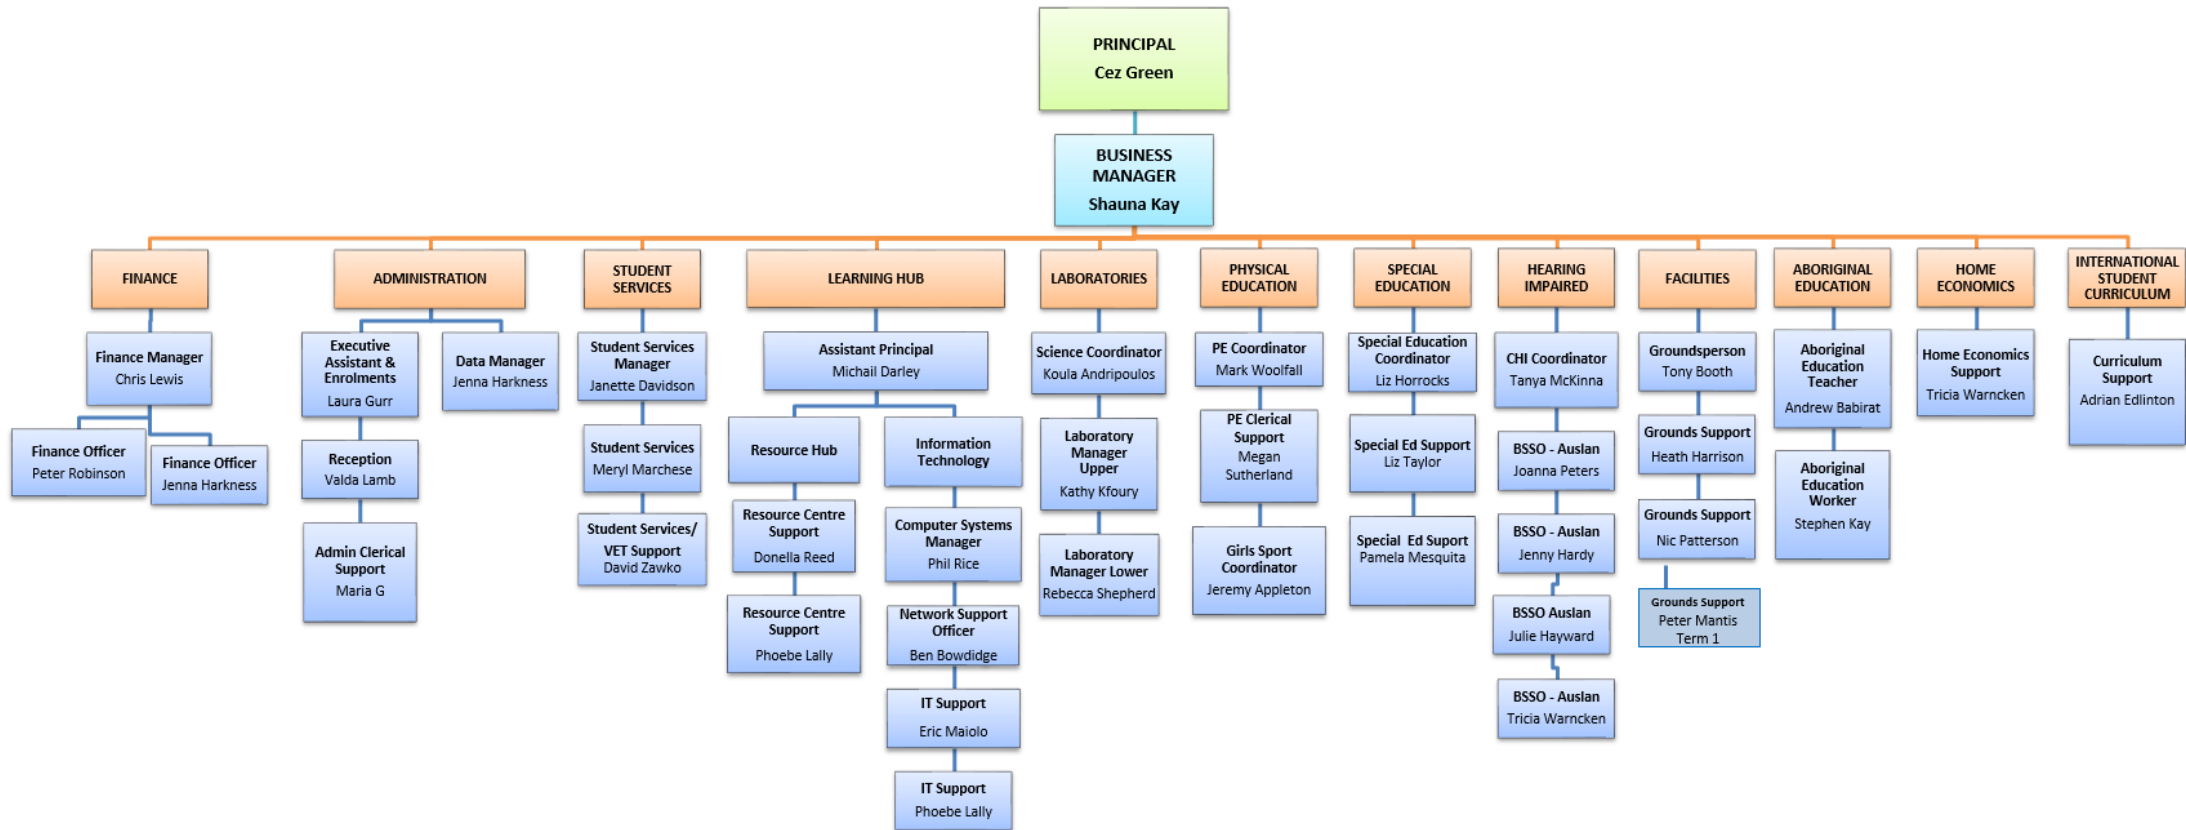 PRINCIPAL
Cez Green
BUSINESS
MANAGER
Shauna Kay
FINANCE
Finance Manager
Chris Lewis
Finance Officer
Peter Robinson
Finance Officer
Jenna Harkness
ADMINISTRATION
Executive
Assistant &
Enrolments
Laura Gurr
Reception
Valda Lamb
Admin Clerical
Support
Maria G
Data Manager
Jenna Harkness
STUDENT
SERVICES
Student Services
Manager
Janette Davidson
Student Services
Meryl Marchese
Student Services/
VET Support
David Zawko
LEARNING HUB
Assistant Principal
Michail Darley
Resource Hub
Resource Centre
Support
Donella Reed
Resource Centre
Support
Phoebe Lally
Information
Technology
Computer Systems
Manager
Phil Rice
Network Support
Officer
Ben Bowdidge
IT Support
Eric Maiolo
IT Support
Phoebe Lally
LABORATORIES
Science Coordinator
Koula Andripoulos
Laboratory
Manager
Upper
Kathy Kfoury
Laboratory
Manager Lower
Rebecca Shepherd
PHYSICAL
EDUCATION
PE Coordinator
Mark Woolfall
PE Clerical
Support
Megan
Sutherland
Girls Sport
Coordinator
Jeremy Appleton
SPECIAL
EDUCATION
Special Education
Coordinator
Liz Horrocks
Special Ed Support
Liz Taylor
Special  Ed Suport
Pamela Mesquita
HEARING
IMPAIRED
CHI Coordinator
Tanya McKinna
BSSO - Auslan
Joanna Peters
BSSO - Auslan
Jenny Hardy
BSSO Auslan
Julie Hayward
BSSO - Auslan
Tricia Warncken
FACILITIES
Groundsperson
Tony Booth
Grounds Support
Heath Harrison
Grounds Support
Nic Patterson
Grounds Support
Peter Mantis
Term 1
ABORIGINAL
EDUCATION
Aboriginal
Education
Teacher
Andrew Babirat
Aboriginal
Education
Worker
Stephen Kay
HOME
ECONOMICS
Home Economics
Support
Tricia Warncken
INTERNATIONAL
STUDENT
CURRICULUM
Curriculum
Support
Adrian Edlinton